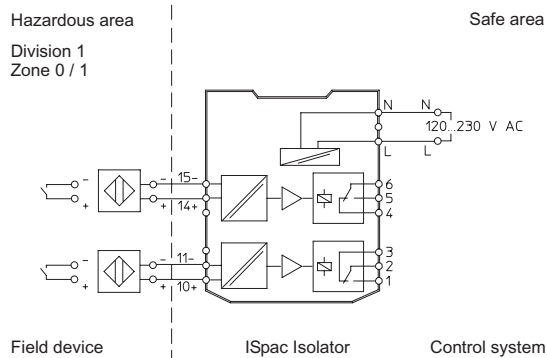 Hazardous area
Safe area
Division 1
Zone 0 / 1
N
N
120...230 V AC
L
L
- - 15-
+ + 14+
6
5
4
- - 11-
+ + 10+
3
2
1
Field device
ISpac Isolator
Control system